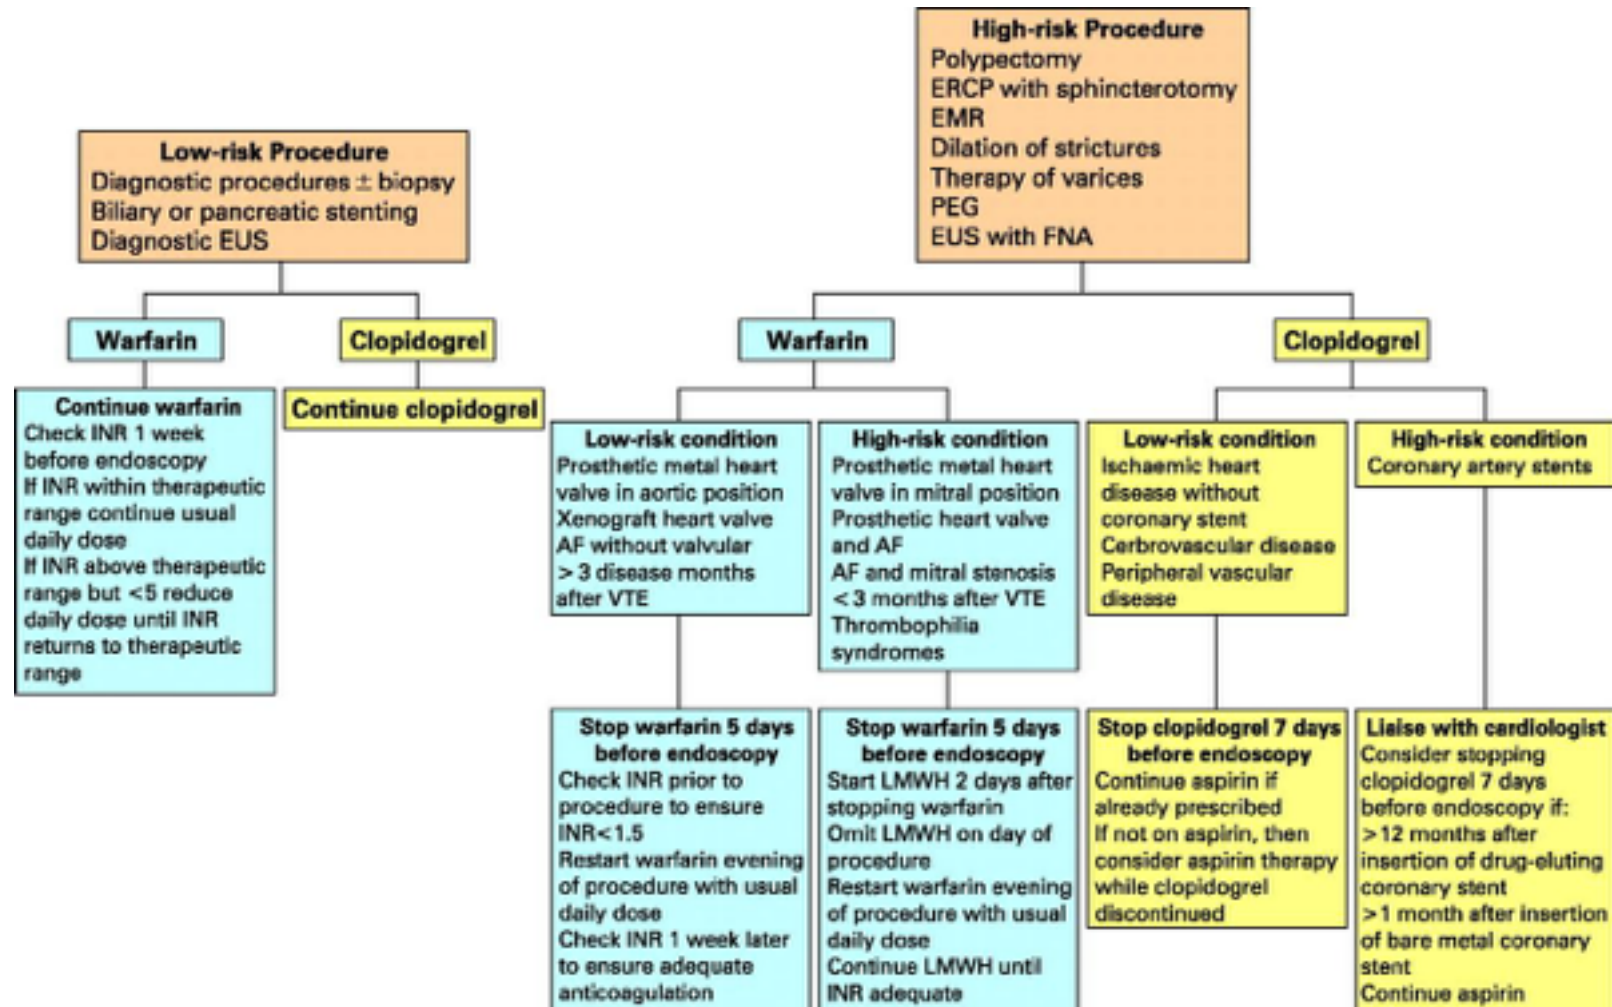 High-risk Procedure
Polypectomy
ERCP with sphincterotomy
EMR
Dilation of strictures
Therapy of varices
PEG
EUS with FNA
Low-risk Procedure
Diagnostic procedures ± biopsy
Biliary or pancreatic stenting
Diagnostic EUS
Warfarin
Clopidogrel
Warfarin
Clopidogrel
Continue warfarin
Check INR 1 week
before endoscopy
If INR within therapeutic
range continue usual
daily dose
If INR above therapeutic
range but <5 reduce
daily dose until INR
returns to therapeutic
range
Continue clopidogrel
Low-risk condition
Prosthetic metal heart
valve in aortic position
Xenograft heart valve
AF without valvular
> 3 disease months
after VTE
High-risk condition
Prosthetic metal heart
valve in mitral position
Prosthetic heart valve
and AF
AF and mitral stenosis
<3 months after VTE
Thrombophilia
syndromes
Low-risk condition
Ischaemic heart
disease without
coronary stent
Cerbrovascular disease
Peripheral vascular
disease
High-risk condition
Coronary artery stents
Stop warfarin 5 days
before endoscopy
Check INR prior to
procedure to ensure
INR<1.5
Restart warfarin evening
of procedure with usual
daily dose
Check INR 1 week later
to ensure adequate
anticoagulation
Stop warfarin 5 days
before endoscopy
Start LMWH 2 days after
stopping warfarin
Omit LMWH on day of
procedure
Restart warfarin evening
of procedure with usual
daily dose
Continue LMWH until
INR adequate
Stop clopidogrel 7 days
before endoscopy
Continue aspirin if
already prescribed
If not on aspirin, then
consider aspirin therapy
while clopidogrel
discontinued
Liaise with cardiologist
Consider stopping
clopidogrel 7 days
before endoscopy if:
>12 months after
insertion of drug-eluting
coronary stent
>1 month after insertion
of bare metal coronary
stent
Continue aspirin